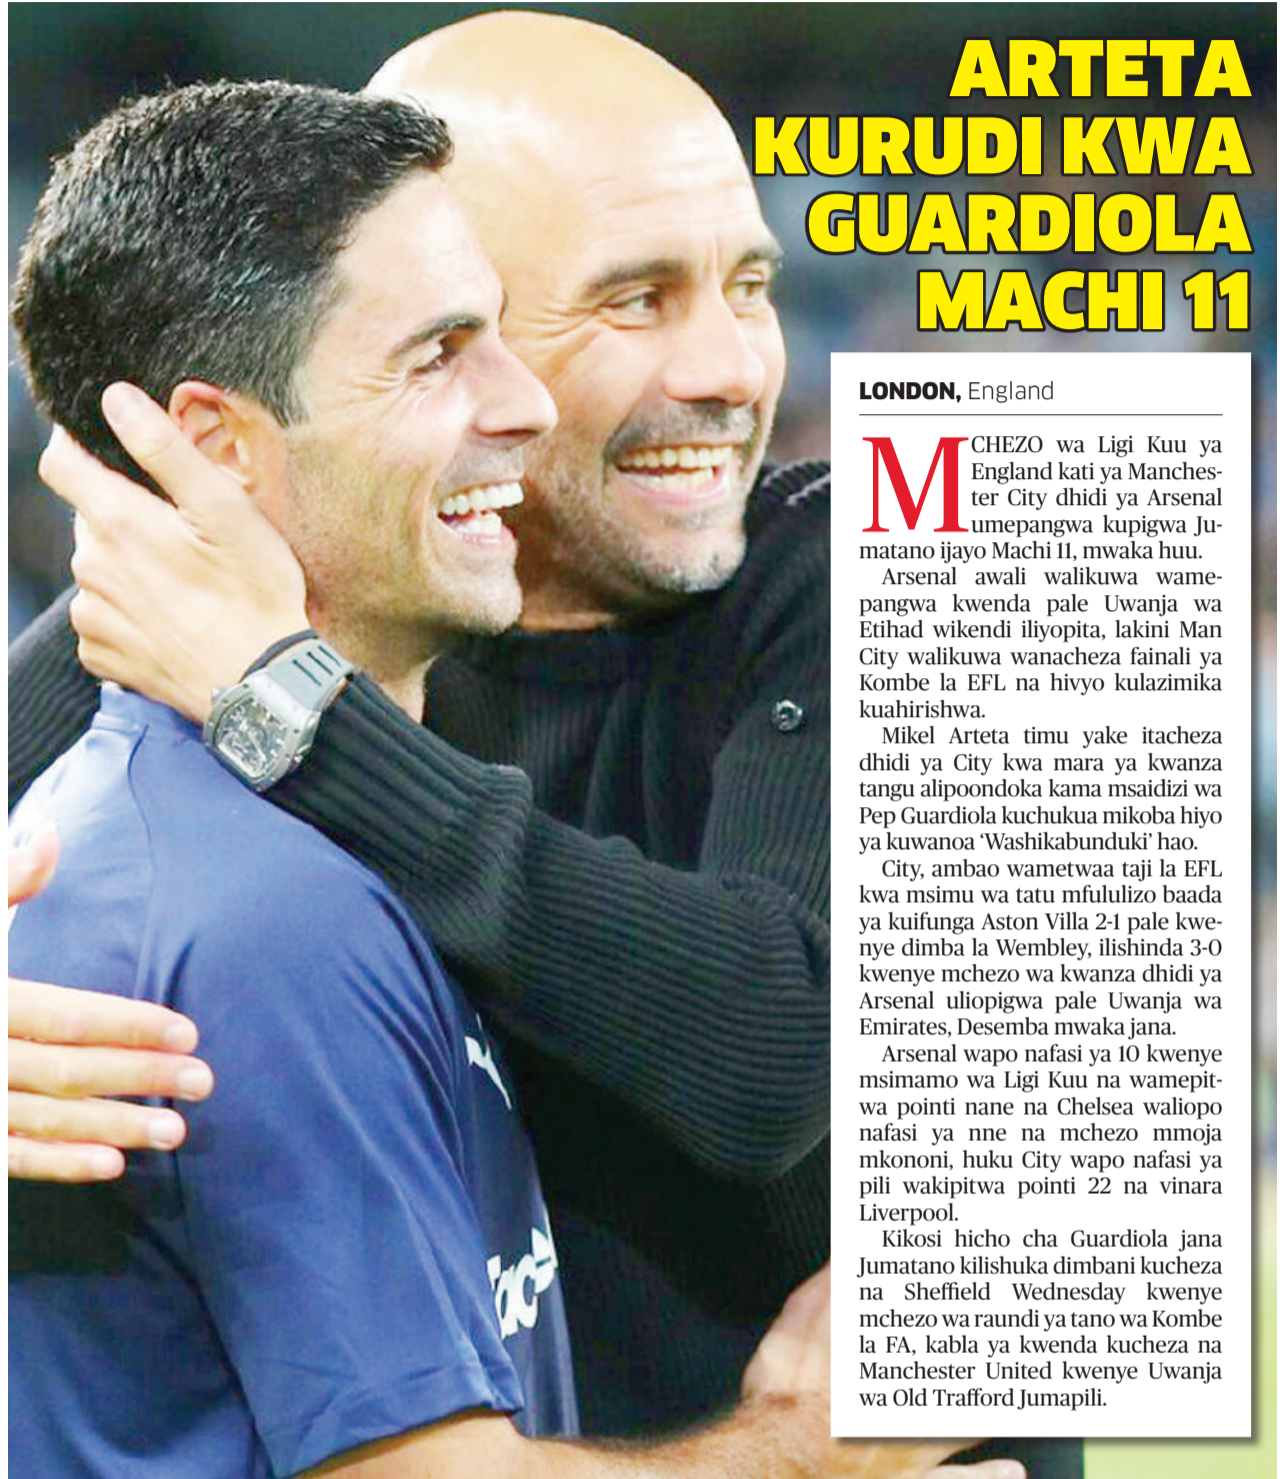 ARTETA
KURUDI KWA
GUARDIOLA
MACHI 11
LONDON, England
MCHEZO wa Ligi Kuu ya
England kati ya Manches-
ter City dhidi ya Arsenal
umepangwa kupigwa Ju-
matano ijayo Machi 11, mwaka huu.
Arsenal awali walikuwa wame-
pangwa kwenda pale Uwanja wa
Etihad wikendi iliyopita, lakini Man
City walikuwa wanacheza fainali ya
Kombe la EFL na hivyo kulazimika
kuahirishwa.
Mikel Arteta timu yake itacheza
dhidi ya City kwa mara ya kwanza
tangu alipoondoka kama msaidizi wa
Pep Guardiola kuchukua mikoba hiyo
ya kuwanoa ‘Washikabunduki’ hao.
City, ambao wametwaa taji la EFL
kwa msimu wa tatu mfululizo baada
ya kuifunga Aston Villa 2-1 pale kwe-
nye dimba la Wembley, ilishinda 3-0
kwenye mchezo wa kwanza dhidi ya
Arsenal uliopigwa pale Uwanja wa
Emirates, Desemba mwaka jana.
Arsenal wapo nafasi ya 10 kwenye
msimamo wa Ligi Kuu na wamepit-
wa pointi nane na Chelsea waliopo
nafasi ya nne na mchezo mmoja
mkononi, huku City wapo nafasi ya
pili wakipitwa pointi 22 na vinara
Liverpool.
Kikosi hicho cha Guardiola jana
Jumatano kilishuka dimbani kucheza
na Sheffield Wednesday kwenye
mchezo wa raundi ya tano wa Kombe
la FA, kabla ya kwenda kucheza na
Manchester United kwenye Uwanja
wa Old Trafford Jumapili.